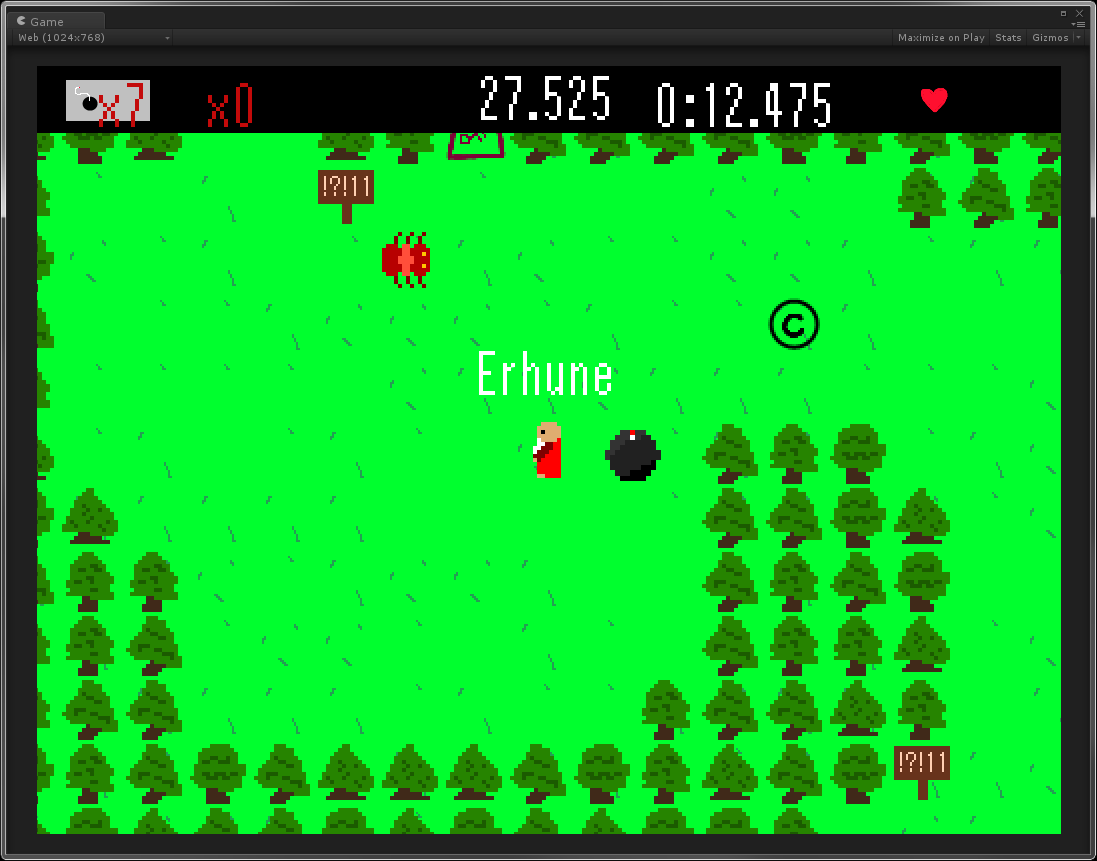 Game
Web (1024x768)
Maximize on Play Stats Gizmos
x7 x0 27.525 0:12.475
!?!11
©
Erhune
!?!11